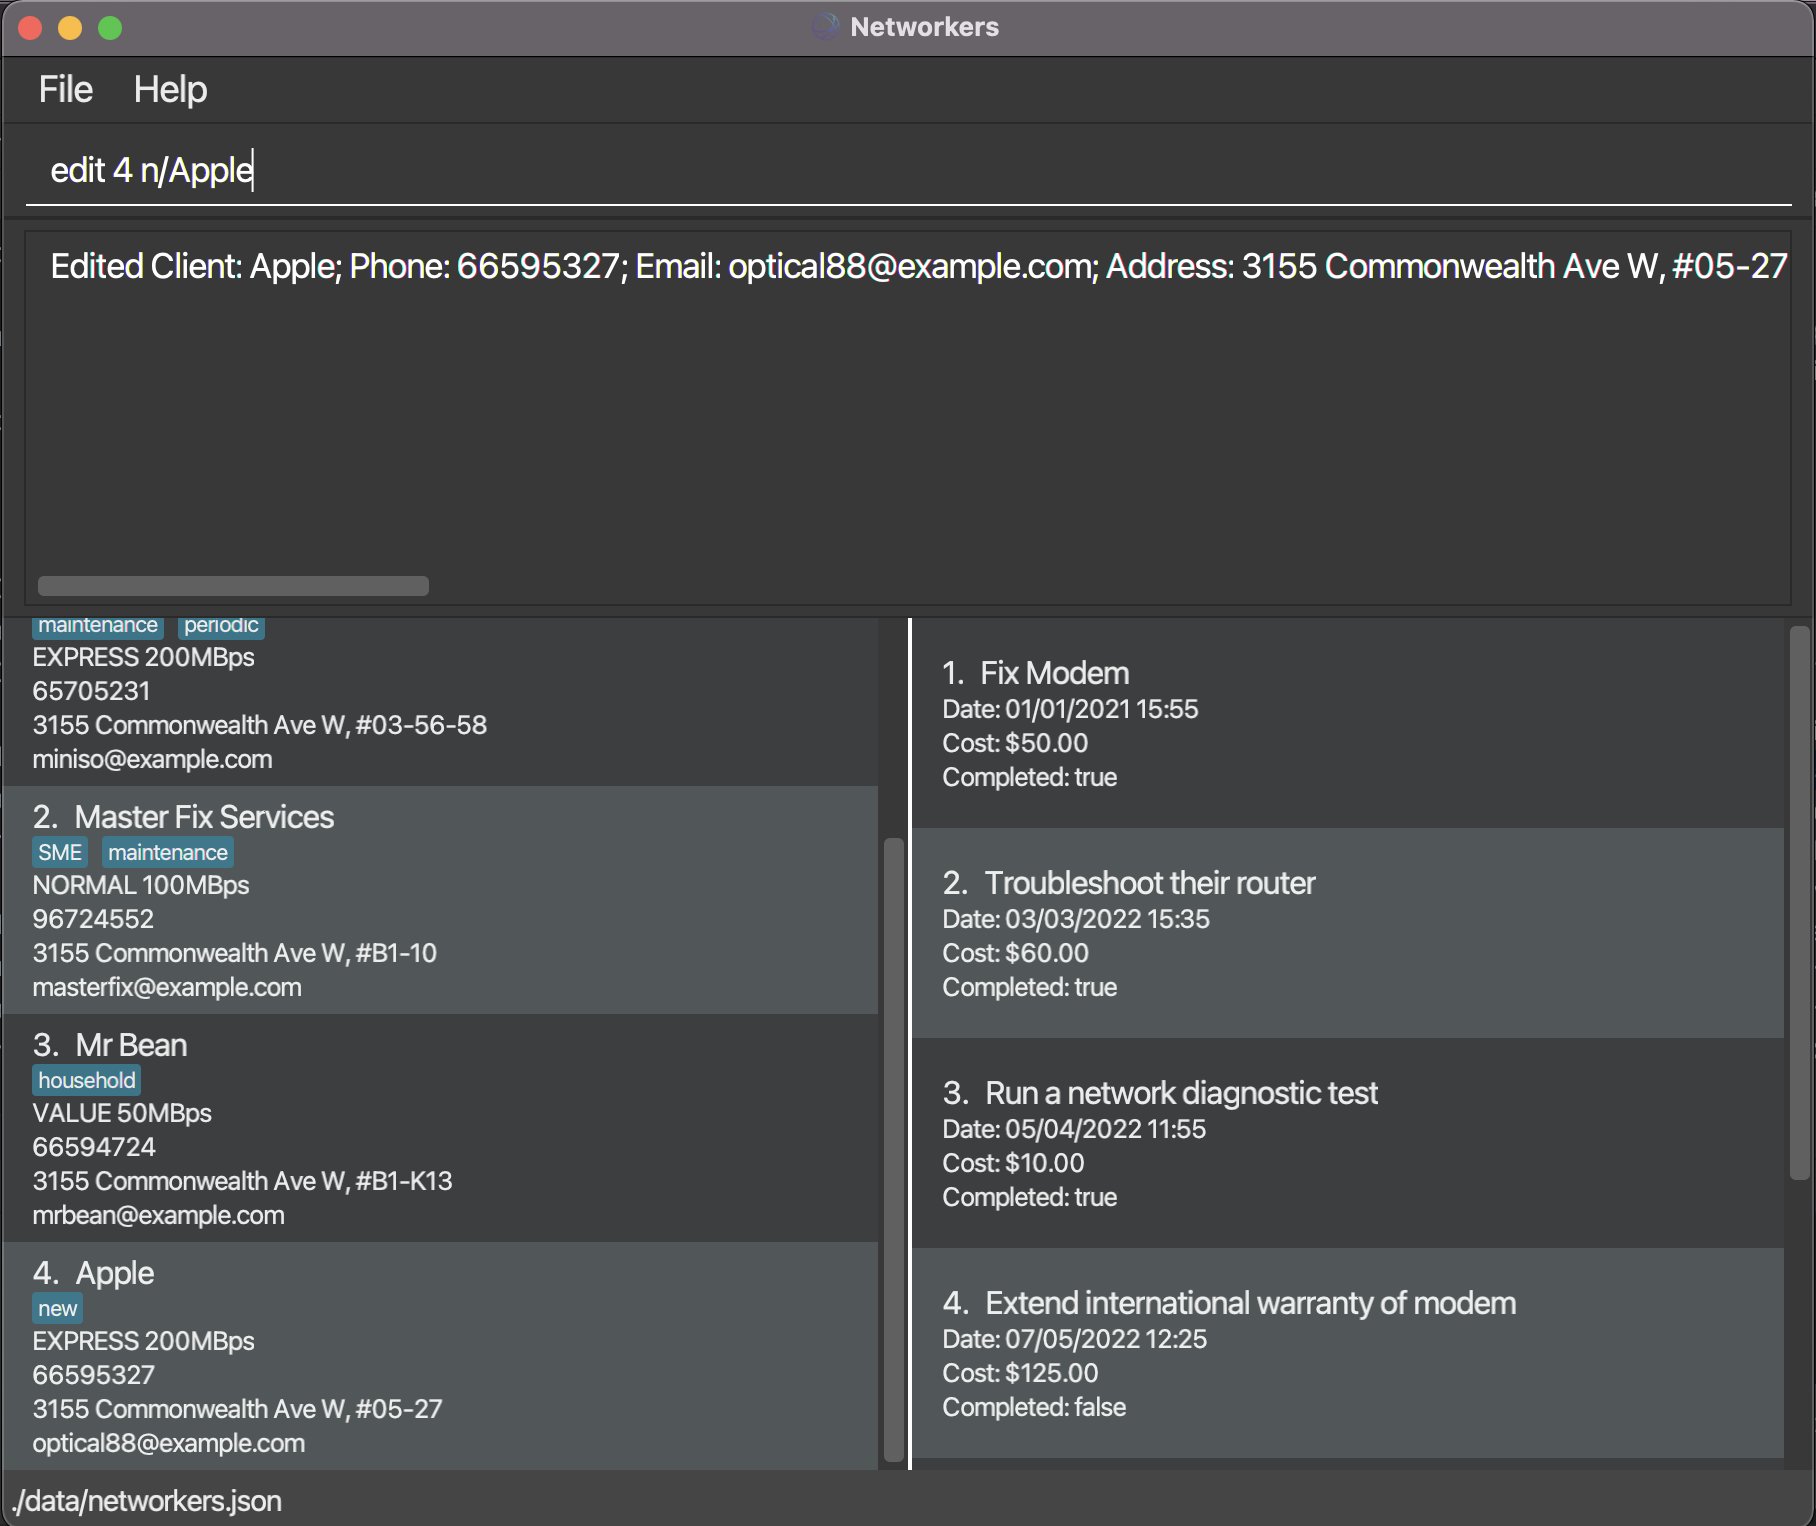 Networkers
File Help
edit 4 n/Apple
Edited Client: Apple; Phone: 66595327; Email: optical88@example.com; Address: 3155 Commonwealth Ave W, #05-27
maintenance periodic
EXPRESS 200MBps
65705231
3155 Commonwealth Ave W, #03-56-58
miniso@example.com
2. Master Fix Services
SME maintenance
NORMAL 100MBps
96724552
3155 Commonwealth Ave W, #B1-10
masterfix@example.com
3. Mr Bean
household
VALUE 50MBps
66594724
3155 Commonwealth Ave W, #B1-K13
mrbean@example.com
4. Apple
new
EXPRESS 200MBps
66595327
3155 Commonwealth Ave W, #05-27
optical88@example.com
1. Fix Modem
Date: 01/01/2021 15:55
Cost: $50.00
Completed: true
2. Troubleshoot their router
Date: 03/03/2022 15:35
Cost: $60.00
Completed: true
3. Run a network diagnostic test
Date: 05/04/2022 11:55
Cost: $10.00
Completed: true
4. Extend international warranty of modem
Date: 07/05/2022 12:25
Cost: $125.00
Completed: false
./data/networkers.json